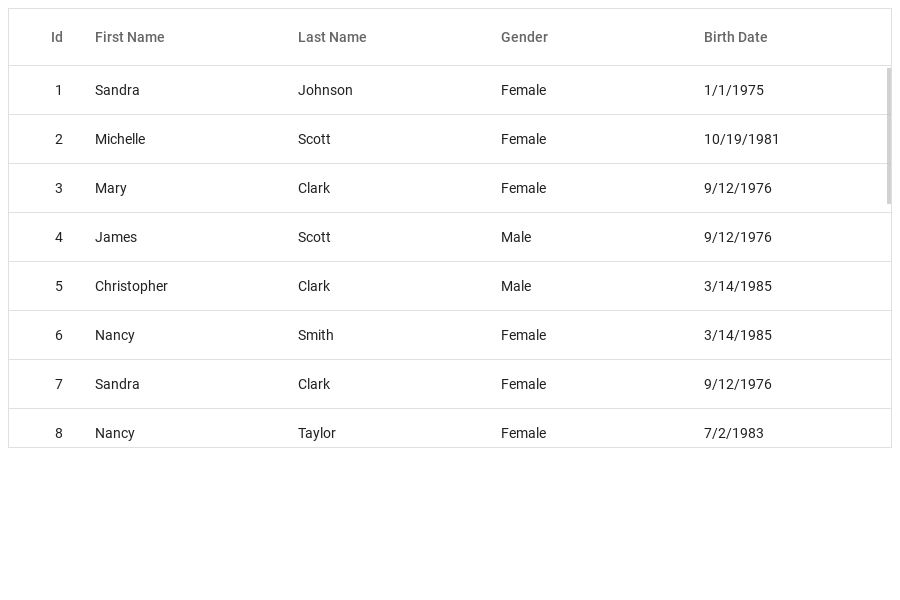 Id First Name Last Name Gender Birth Date
1 Sandra Johnson Female 1/1/1975
2 Michelle Scott Female 10/19/1981
3 Mary Clark Female 9/12/1976
4 James Scott Male 9/12/1976
5 Christopher Clark Male 3/14/1985
6 Nancy Smith Female 3/14/1985
7 Sandra Clark Female 9/12/1976
8 Nancy Taylor Female 7/2/1983